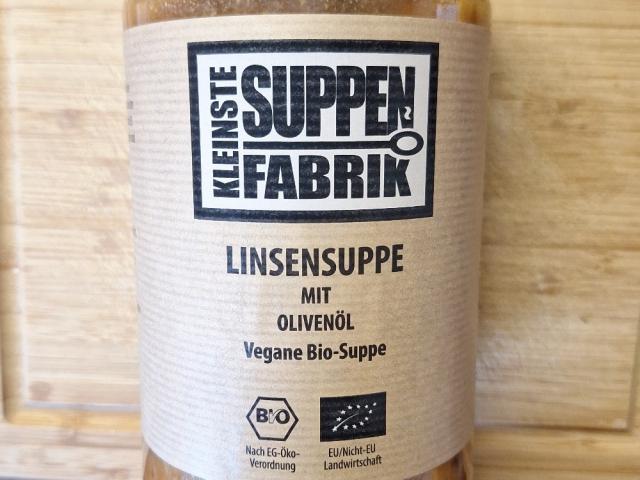 KLEINSTE
SUPPEN
FABRIK
LINSENSUPPE
MIT
OLIVENÖL
Vegane Bio-Suppe
BIO
Nach EG-Öko-
Verordnung
EU/Nicht-EU
Landwirtschaft